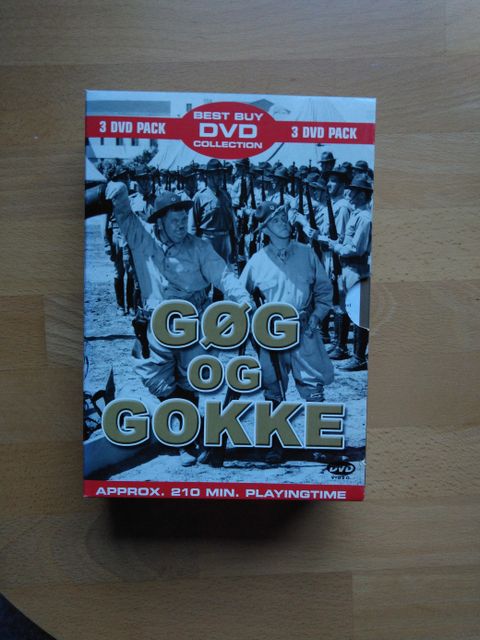 BEST BUY
3 DVD PACK DVD 3 DVD PACK
COLLECTION
GØG
OG
GOKKE
DVD
VIDEO
APPROX. 210 MIN. PLAYINGTIME